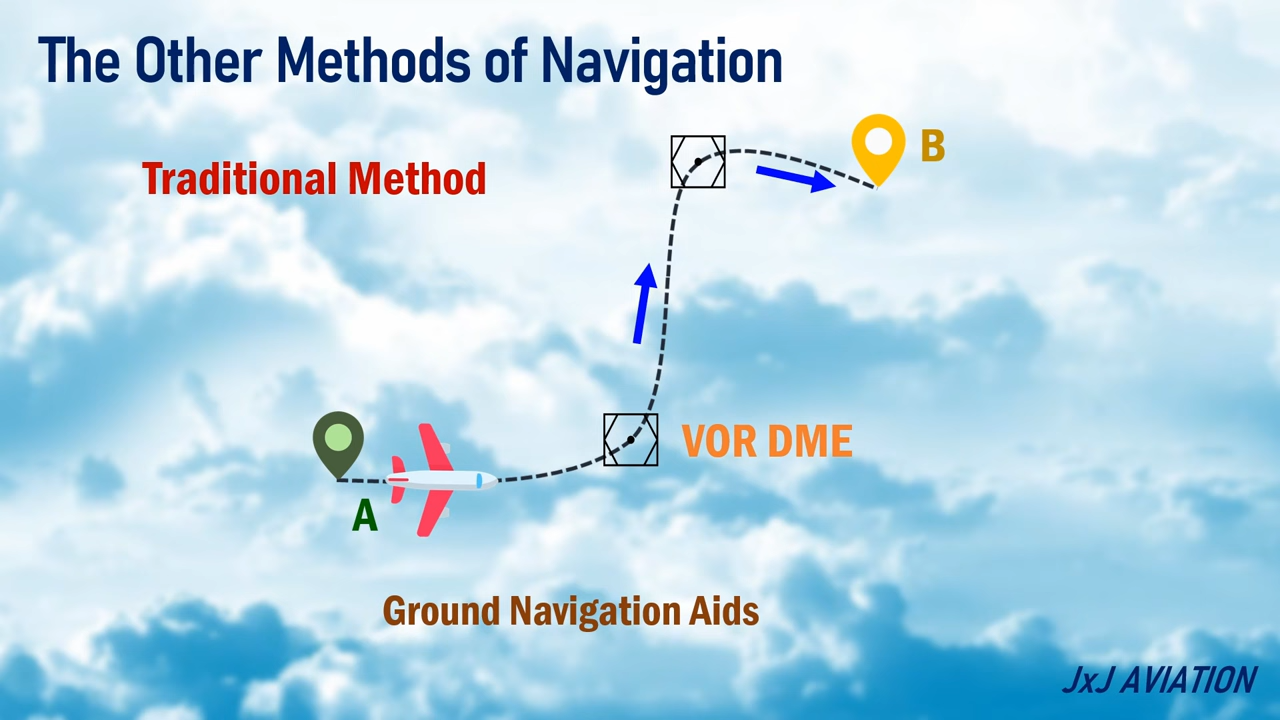 The Other Methods of Navigation
Traditional Method
B
VOR DME
A
Ground Navigation Aids
JxJ AVIATION